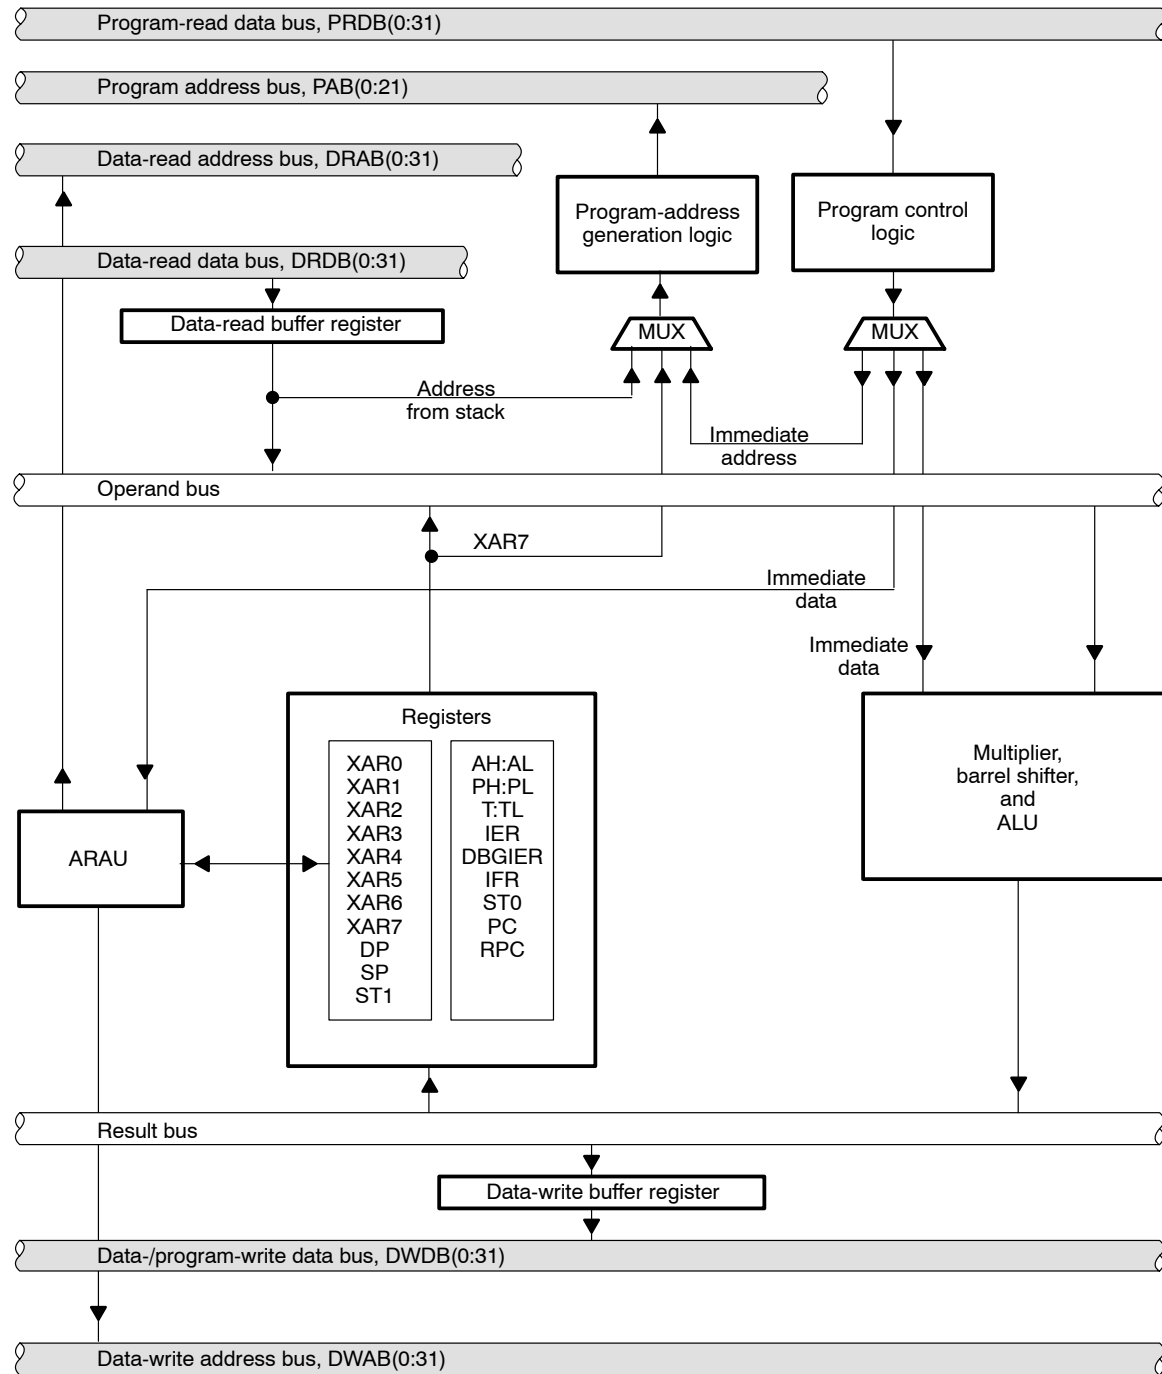 Program-read data bus, PRDB(0:31)
Program address bus, PAB(0:21)
Data-read address bus, DRAB(0:31)
Program-address
generation logic
Program control
logic
Data-read data bus, DRDB(0:31)
Data-read buffer register
MUX
MUX
Address
from stack
Immediate
address
Operand bus
XAR7
Immediate
data
Immediate
data
Registers
XAR0
XAR1
XAR2
XAR3
XAR4
XAR5
XAR6
XAR7
DP
SP
ST1
AH:AL
PH:PL
T:TL
IER
DBGIER
IFR
ST0
PC
RPC
Multiplier,
barrel shifter,
and
ALU
ARAU
Result bus
Data-write buffer register
Data-/program-write data bus, DWDB(0:31)
Data-write address bus, DWAB(0:31)